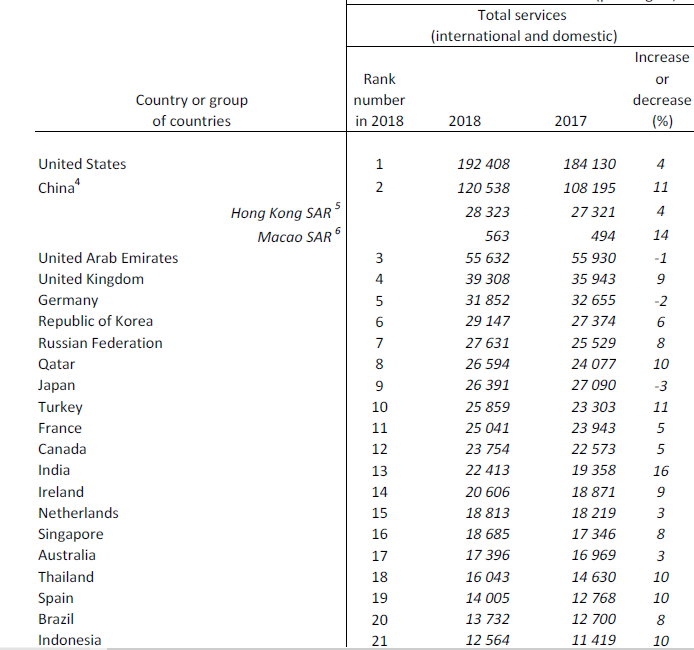 Total services
(international and domestic)
Country or group
of countries
Rank
number
in 2018
2018
2017
Increase
or
decrease
(%)
United States 1 192 408 184 130 4
China4 2 120 538 108 195 11
Hong Kong SAR 5 28 323 27 321 4
Macao SAR 6 563 494 14
United Arab Emirates 3 55 632 55 930 -1
United Kingdom 4 39 308 35 943 9
Germany 5 31 852 32 655 -2
Republic of Korea 6 29 147 27 374 6
Russian Federation 7 27 631 25 529 8
Qatar 8 26 594 24 077 10
Japan 9 26 391 27 090 -3
Turkey 10 25 859 23 303 11
France 11 25 041 23 943 5
Canada 12 23 754 22 573 5
India 13 22 413 19 358 16
Ireland 14 20 606 18 871 9
Netherlands 15 18 813 18 219 3
Singapore 16 18 685 17 346 8
Australia 17 17 396 16 969 3
Thailand 18 16 043 14 630 10
Spain 19 14 005 12 768 10
Brazil 20 13 732 12 700 8
Indonesia 21 12 564 11 419 10